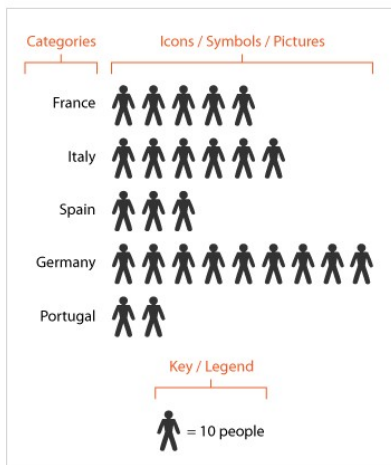 Categories
Icons / Symbols / Pictures
France
Italy
Spain
Germany
Portugal
Key / Legend
= 10 people